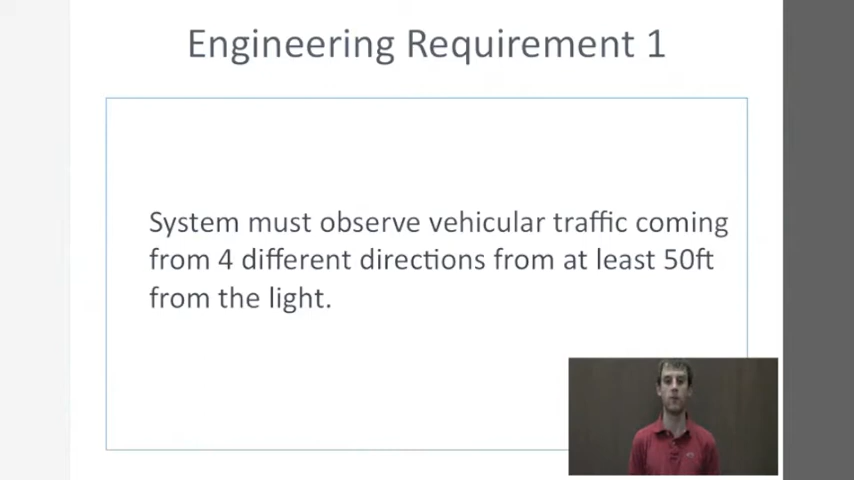 Engineering Requirement 1
System must observe vehicular traffic coming
from 4 different directions from at least 50ft
from the light.